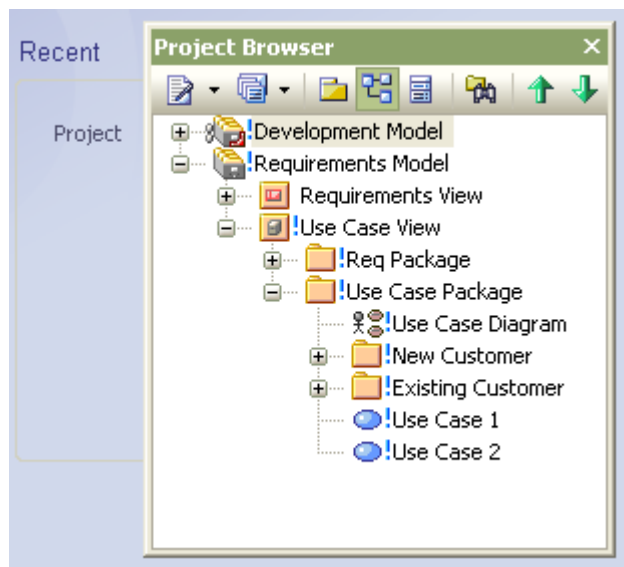 Recent
Project
Project Browser
!Development Model
!Requirements Model
Requirements View
!Use Case View
!Req Package
!Use Case Package
!Use Case Diagram
!New Customer
!Existing Customer
!Use Case 1
!Use Case 2